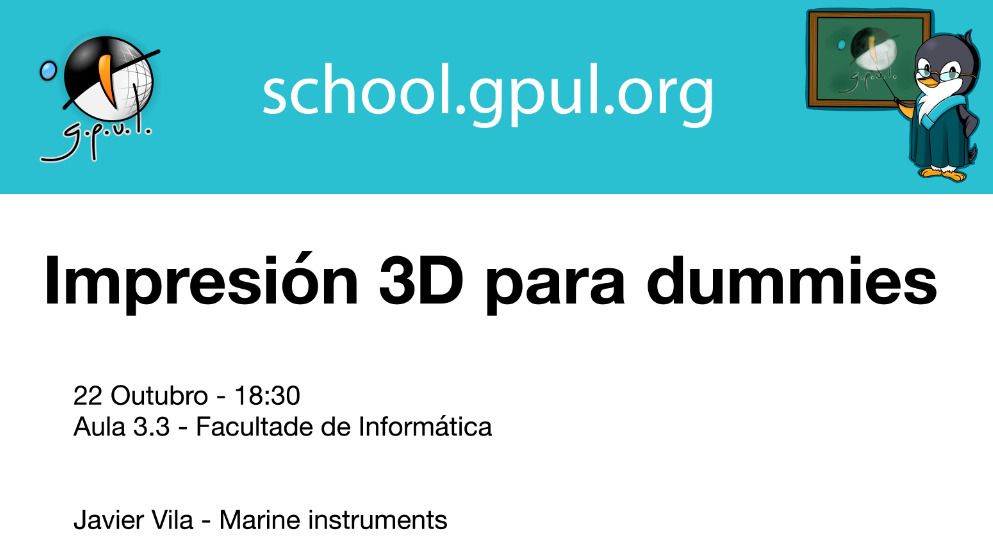 g.p.u.l.
school.gpul.org
g.p.u.l.
Impresión 3D para dummies
22 Outubro - 18:30
Aula 3.3 - Facultade de Informática
Javier Vila - Marine instruments